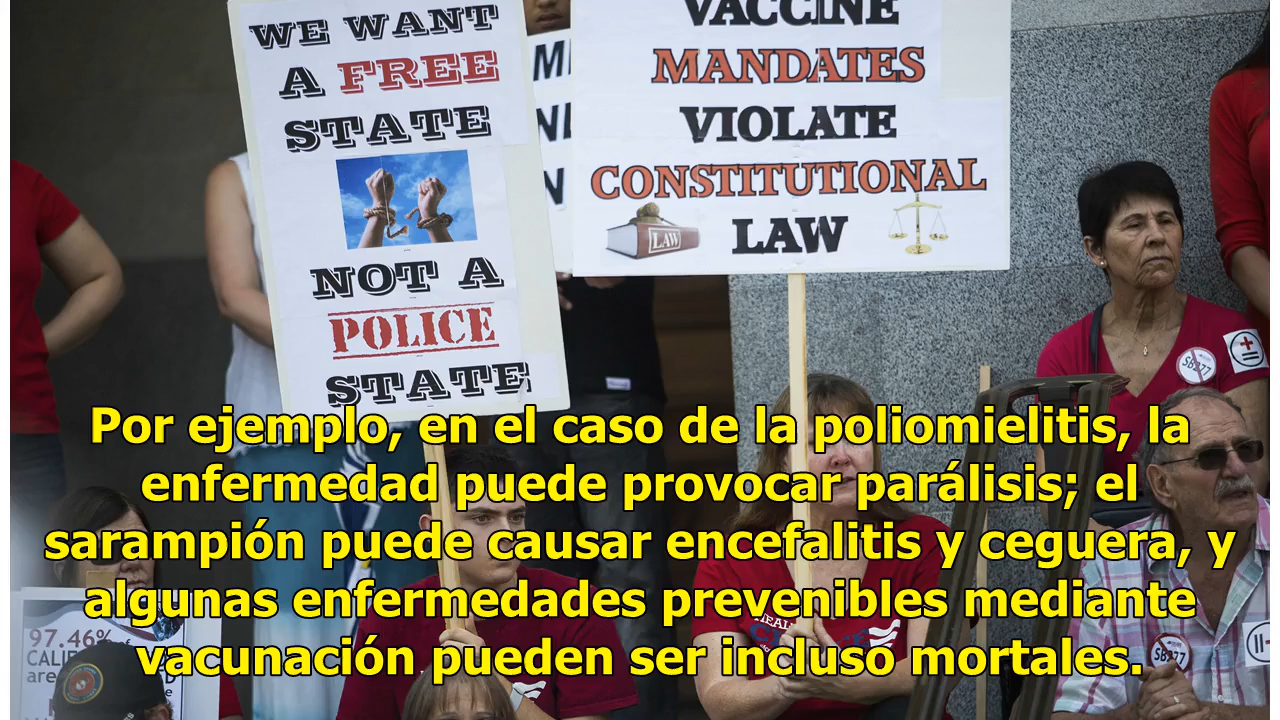 WE WANT
A FREE
STATE
NOT A
POLICE
STATE
VACCINE
MANDATES
VIOLATE
CONSTITUTIONAL
LAW
LAW
SB277
Por ejemplo, en el caso de la poliomielitis, la
enfermedad puede provocar parálisis; el
sarampión puede causar encefalitis y ceguera, y
algunas enfermedades prevenibles mediante
vacunación pueden ser incluso mortales.
97.46%
are
SB277